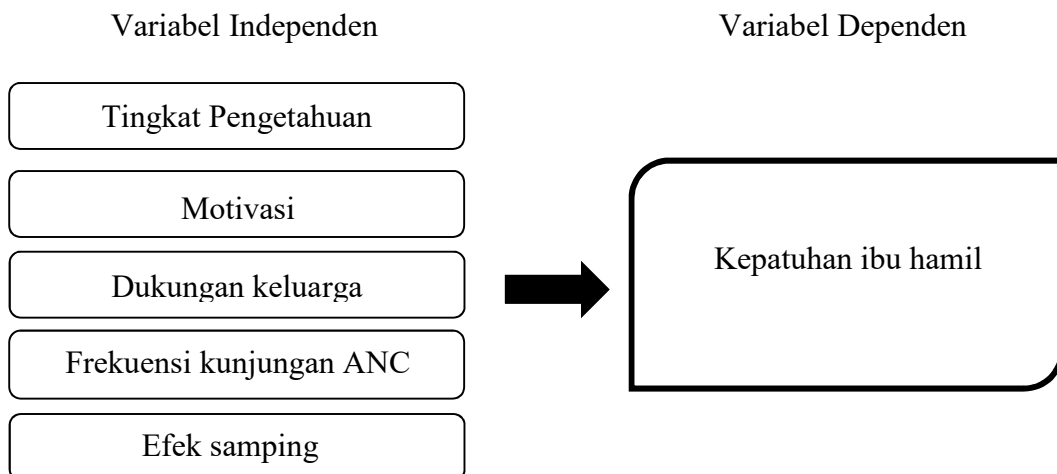 Variabel Independen
Variabel Dependen
Tingkat Pengetahuan
Motivasi
Dukungan keluarga
Frekuensi kunjungan ANC
Efek samping
Kepatuhan ibu hamil